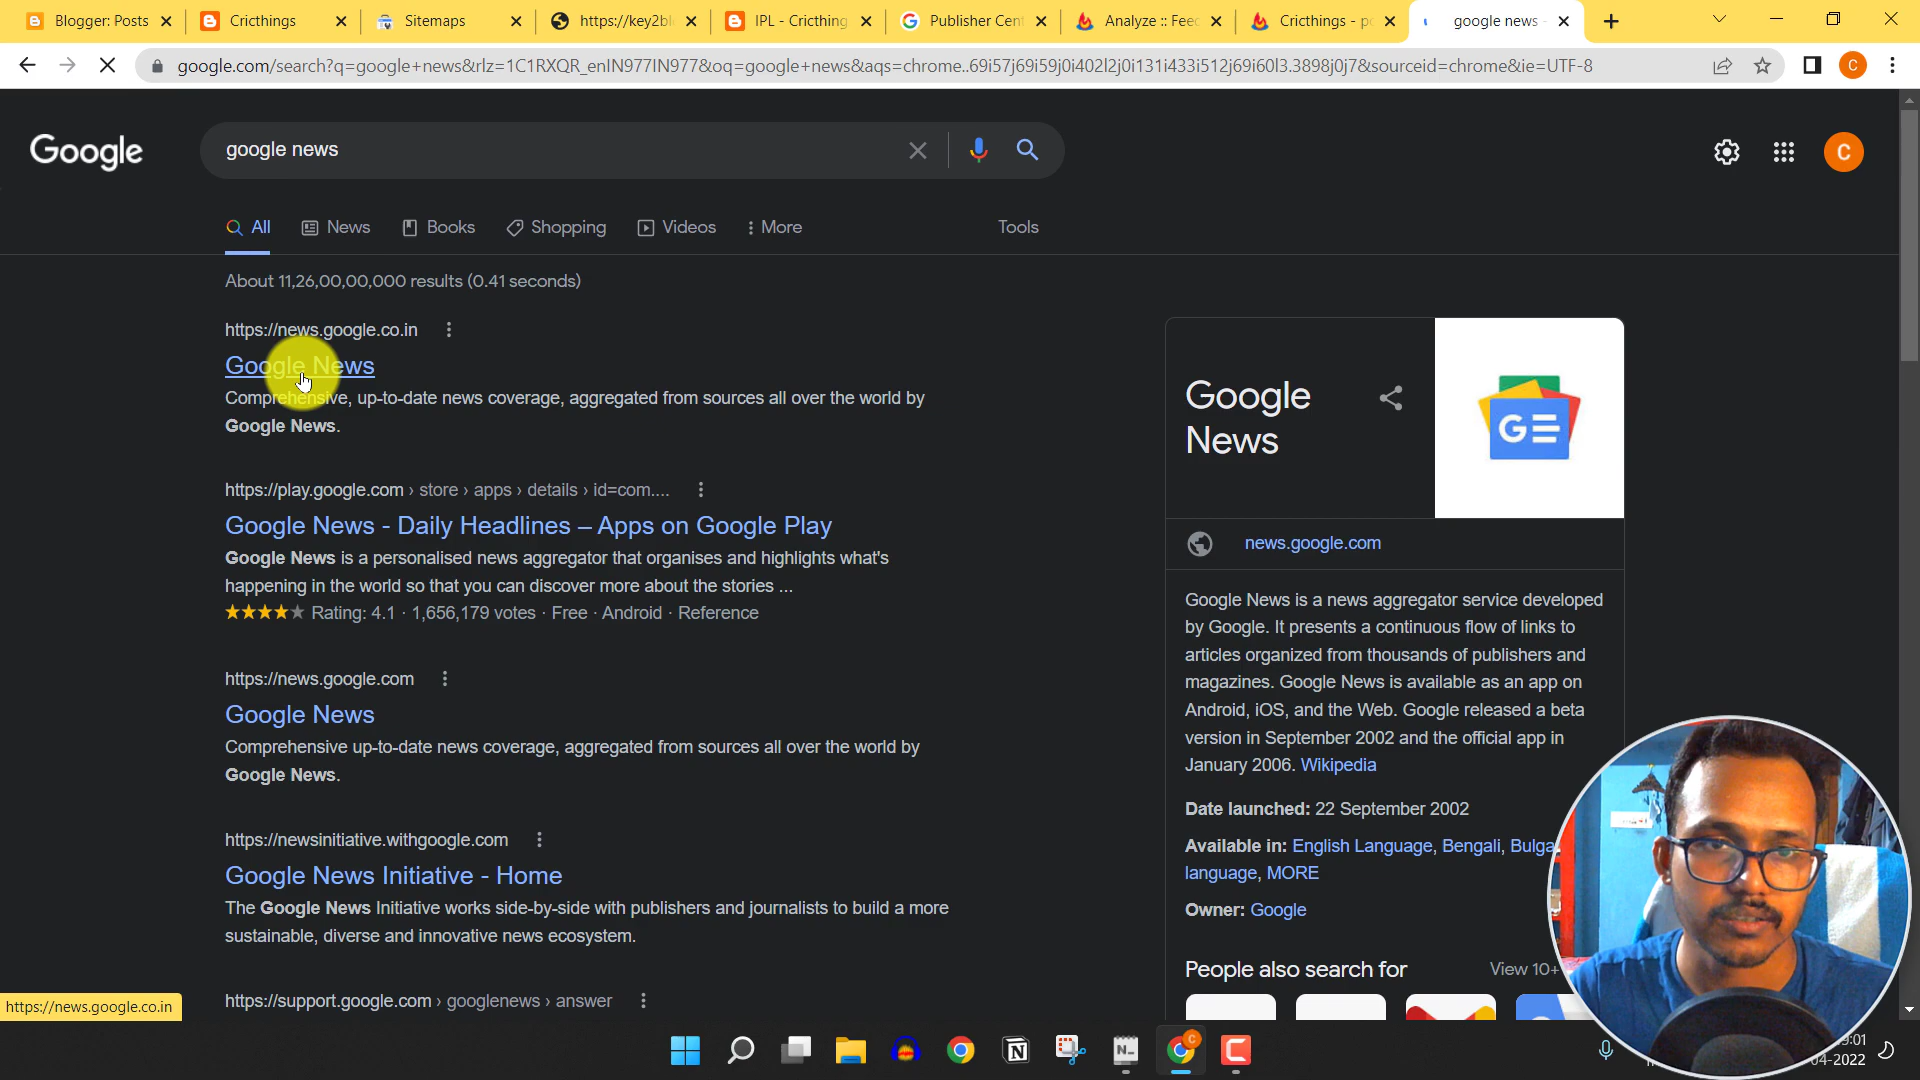 Blogger: Posts
Cricthings
Sitemaps
https://key2bl
IPL - Cricthing
Publisher Cen
Analyze :: Feed
Cricthings - po
google news -
google.com/search?q=google+news&rlz=1C1RXQR_enIN977IN977&oq=google+news&aqs=chrome..69i57j69i59j0i402l2j0i131i433i512j69i60l3.3898j0j7&sourceid=chrome&ie=UTF-8
C
Google
google news
C
All
News
Books
Shopping
Videos
More
Tools
About 11,26,00,00,000 results (0.41 seconds)
https://news.google.co.in
Google News
Comprehensive, up-to-date news coverage, aggregated from sources all over the world by
Google News.
https://play.google.com › store › apps › details › id=com....
Google News - Daily Headlines – Apps on Google Play
Google News is a personalised news aggregator that organises and highlights what's
happening in the world so that you can discover more about the stories ...
Rating: 4.1 · 1,656,179 votes · Free · Android · Reference
https://news.google.com
Google News
Comprehensive up-to-date news coverage, aggregated from sources all over the world by
Google News.
https://newsinitiative.withgoogle.com
Google News Initiative - Home
The Google News Initiative works side-by-side with publishers and journalists to build a more
sustainable, diverse and innovative news ecosystem.
https://support.google.com › googlenews › answer
Google
News
GE
news.google.com
Google News is a news aggregator service developed
by Google. It presents a continuous flow of links to
articles organized from thousands of publishers and
magazines. Google News is available as an app on
Android, iOS, and the Web. Google released a beta
version in September 2002 and the official app in
January 2006. Wikipedia
Date launched: 22 September 2002
Available in: English Language, Bengali, Bulga
language, MORE
Owner: Google
People also search for
View 10+
https://news.google.co.in
9:01
04-2022